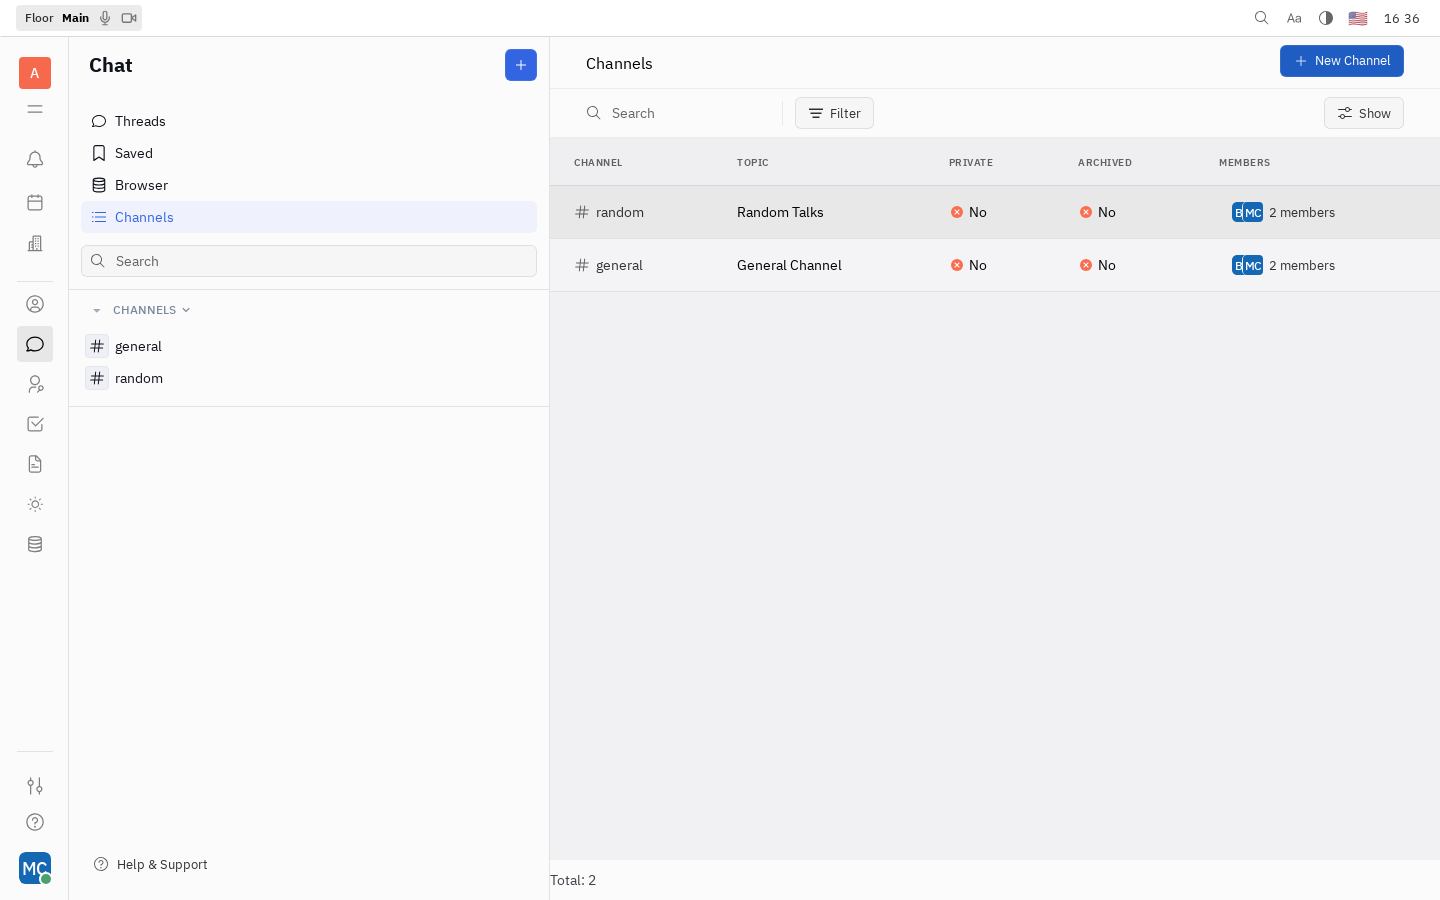 Floor Main
Aa
16 36
A
Chat
Threads
Saved
Browser
Channels
Search
CHANNELS
general
random
Help & Support
MC
Channels
New Channel
Search
Filter
Show
CHANNEL TOPIC PRIVATE ARCHIVED MEMBERS
random Random Talks No No B MC 2 members
general General Channel No No B MC 2 members
Total: 2